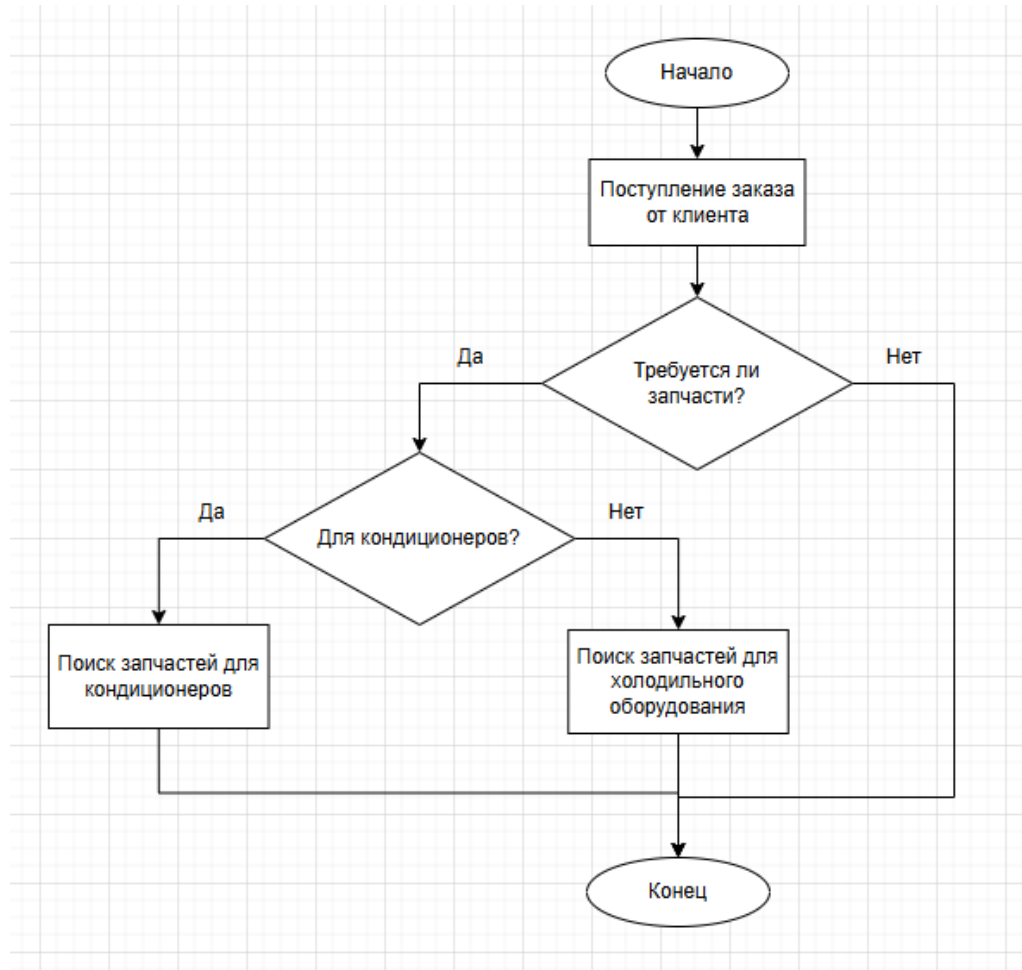 Начало
Поступление заказа
от клиента
Да
Требуется ли
запчасти?
Нет
Да
Для кондиционеров?
Нет
Поиск запчастей для
кондиционеров
Поиск запчастей для
холодильного
оборудования
Конец